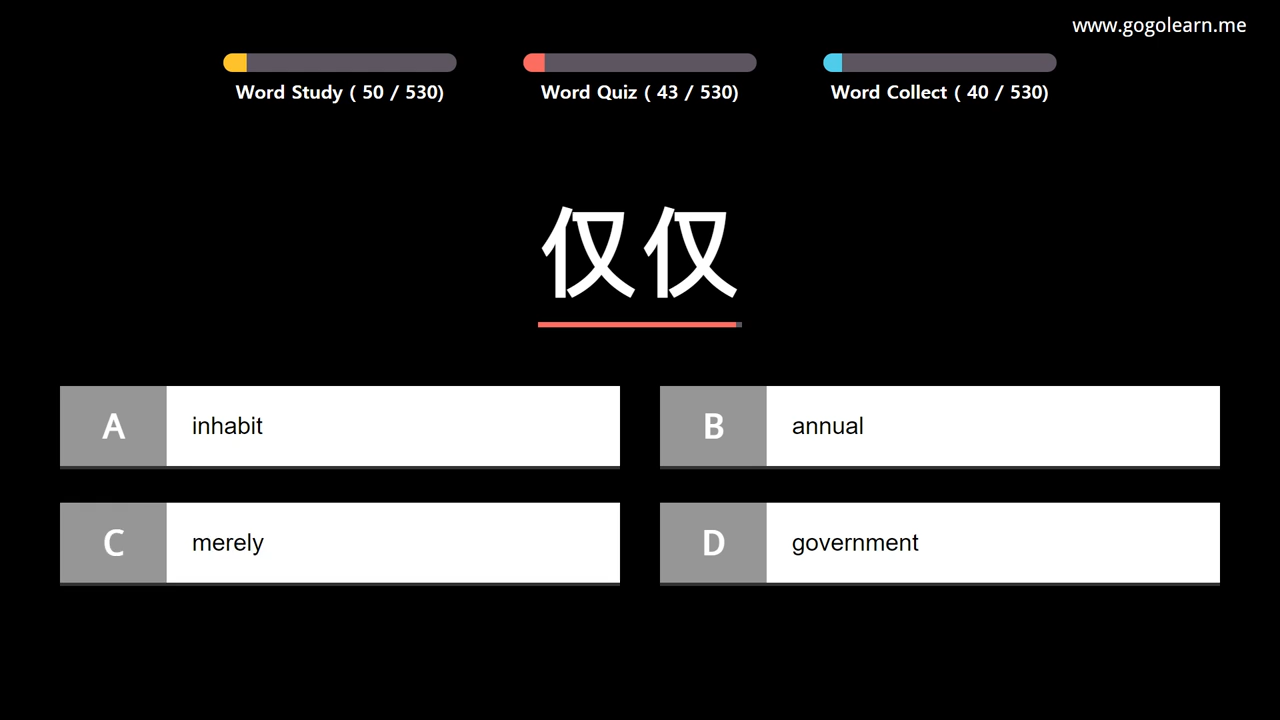 www.gogolearn.me
Word Study ( 50 / 530)
Word Quiz ( 43 / 530)
Word Collect ( 40 / 530)
仅仅
A inhabit
B annual
C merely
D government